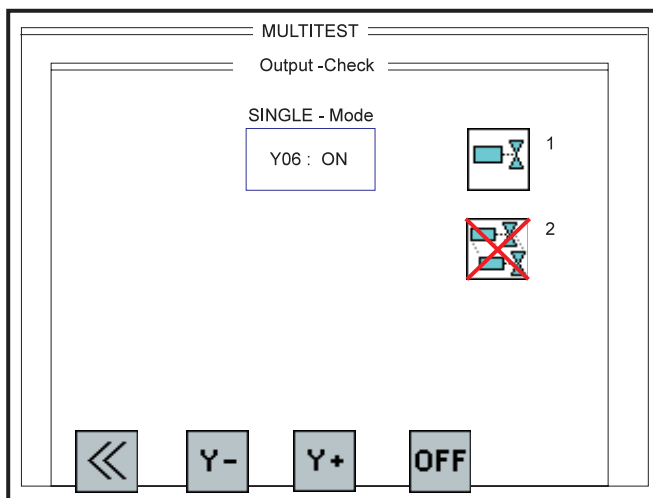 MULTITEST
Output -Check
SINGLE - Mode
Y06 : ON
1
2
Y-
Y+
OFF